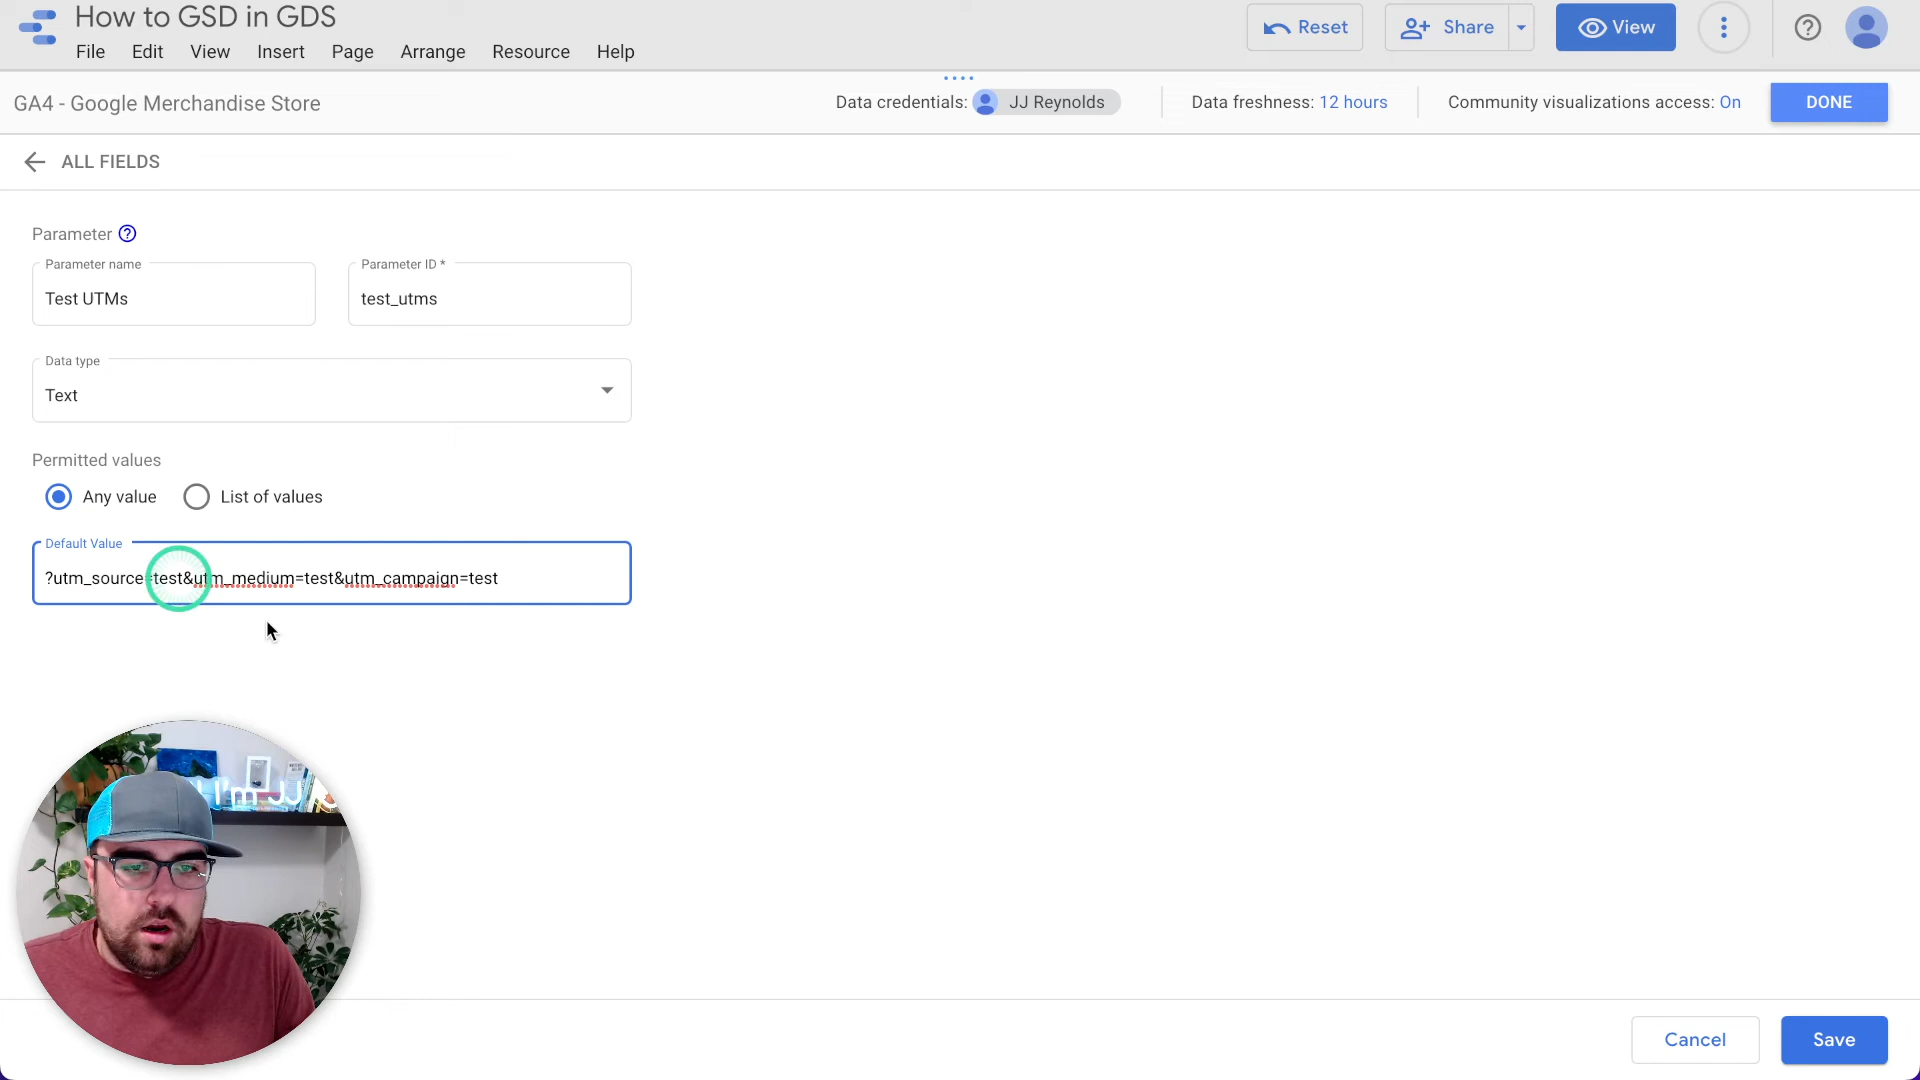 How to GSD in GDS
File Edit View Insert Page Arrange Resource Help
Reset
Share
View
GA4 - Google Merchandise Store
Data credentials: JJ Reynolds
Data freshness: 12 hours
Community visualizations access: On
DONE
ALL FIELDS
Parameter
Parameter name
Test UTMs
Parameter ID *
test_utms
Data type
Text
Permitted values
Any value
List of values
Default Value
?utm_source=test&utm_medium=test&utm_campaign=test
I'm JJ
Cancel
Save